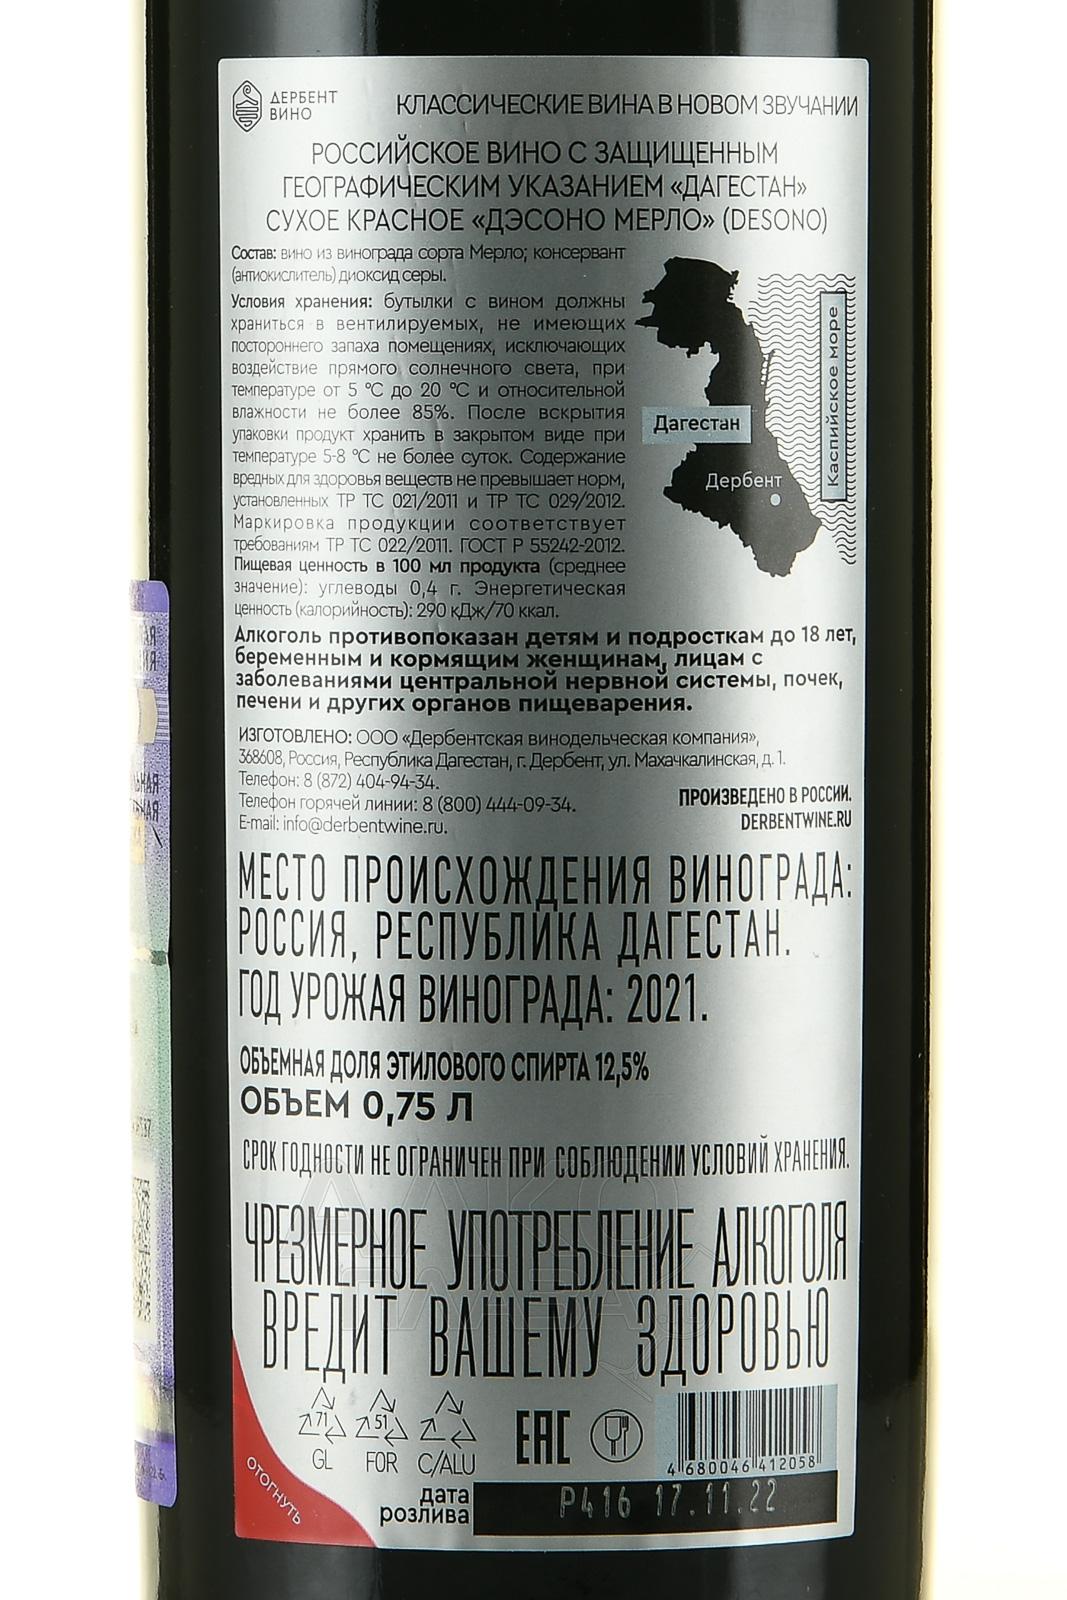 ДЕРБЕНТ
ВИНО
КЛАССИЧЕСКИЕ ВИНА В НОВОМ ЗВУЧАНИИ
РОССИЙСКОЕ ВИНО С ЗАЩИЩЕННЫМ
ГЕОГРАФИЧЕСКИМ УКАЗАНИЕМ «ДАГЕСТАН»
СУХОЕ КРАСНОЕ «ДЭСОНО МЕРЛО» (DESONO)
Состав: вино из винограда сорта Мерло; консервант
(антиокислитель) диоксид серы.
Условия хранения: бутылки с вином должны
храниться в вентилируемых, не имеющих
постороннего запаха помещениях, исключающих
воздействие прямого солнечного света, при
температуре от 5 °С до 20 °С и относительной
влажности не более 85%. После вскрытия
упаковки продукт хранить в закрытом виде при
температуре 5-8 °С не более суток. Содержание
вредных для здоровья веществ не превышает норм,
установленных ТР ТС 021/2011 и ТР ТС 029/2012.
Маркировка продукции соответствует
требованиям ТР ТС 022/2011. ГОСТ Р 55242-2012.
Пищевая ценность в 100 мл продукта (среднее
значение): углеводы 0,4 г. Энергетическая
ценность (калорийность): 290 кДж/70 ккал.
Дагестан
Дербент
Каспийское море
Алкоголь противопоказан детям и подросткам до 18 лет,
беременным и кормящим женщинам, лицам с
заболеваниями центральной нервной системы, почек,
печени и других органов пищеварения.
ИЗГОТОВЛЕНО: ООО «Дербентская винодельческая компания»,
368608, Россия, Республика Дагестан, г. Дербент, ул. Махачкалинская, д. 1.
Телефон: 8 (872) 404-94-34.
Телефон горячей линии: 8 (800) 444-09-34.
E-mail: info@derbentwine.ru.
ПРОИЗВЕДЕНО В РОССИИ.
DERBENTWINE.RU
МЕСТО ПРОИСХОЖДЕНИЯ ВИНОГРАДА:
РОССИЯ, РЕСПУБЛИКА ДАГЕСТАН.
ГОД УРОЖАЯ ВИНОГРАДА: 2021.
ОБЪЕМНАЯ ДОЛЯ ЭТИЛОВОГО СПИРТА 12,5%
ОБЪЕМ 0,75 Л
СРОК ГОДНОСТИ НЕ ОГРАНИЧЕН ПРИ СОБЛЮДЕНИИ УСЛОВИЙ ХРАНЕНИЯ.
ЧРЕЗМЕРНОЕ УПОТРЕБЛЕНИЕ АЛКОГОЛЯ
ВРЕДИТ ВАШЕМУ ЗДОРОВЬЮ
71 51
GL FOR C/ALU
EAC
4 680046 412058
ОТОГНУТЬ
дата
розлива
Р416 17.11.22